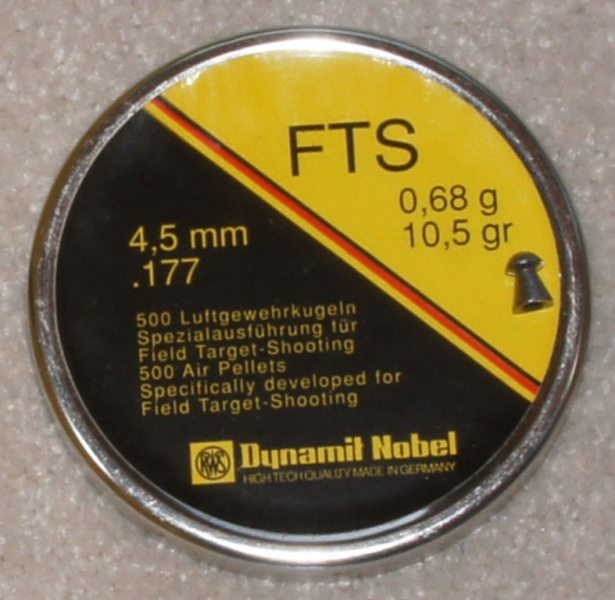 FTS
0,68 g
10,5 gr
4,5 mm
.177
500 Luftgewehrkugeln
Spezialausführung für
Field Target-Shooting
500 Air Pellets
Specifically developed for
Field Target-Shooting
RWS
Dynamit Nobel
HIGH TECH QUALITY MADE IN GERMANY